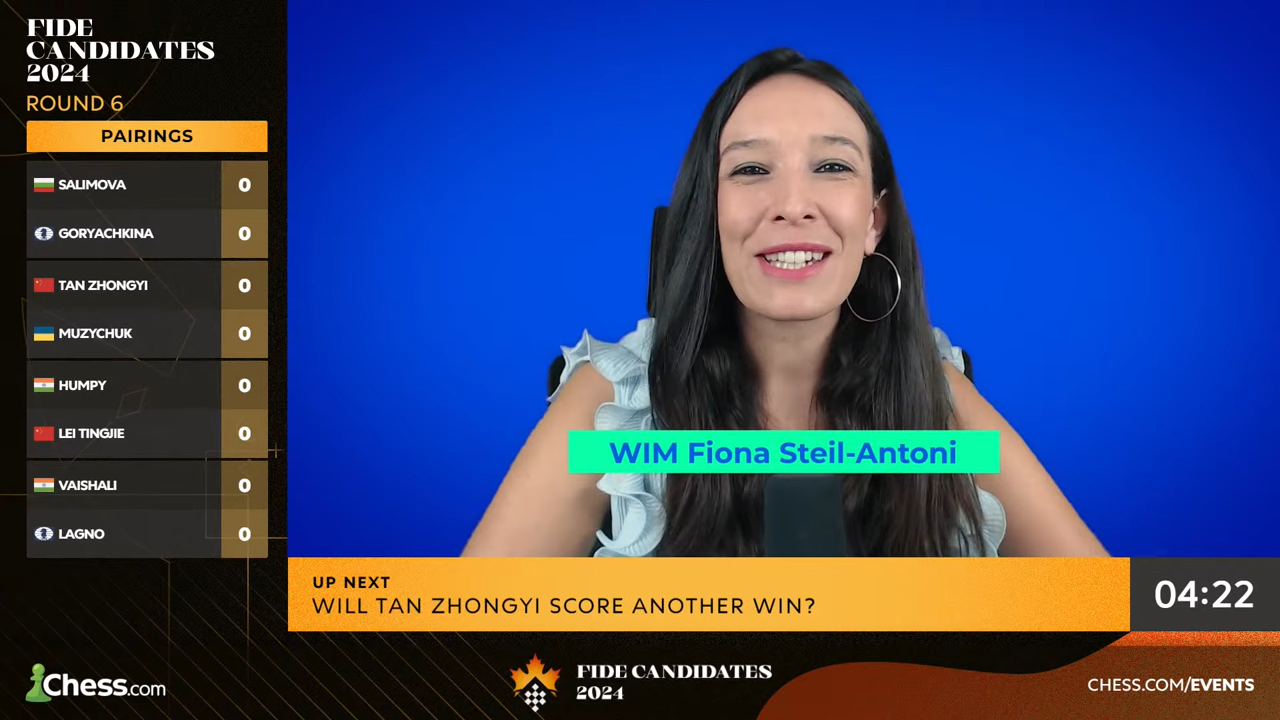 FIDE
CANDIDATES
2024
ROUND 6
PAIRINGS
SALIMOVA 0
GORYACHKINA 0
TAN ZHONGYI 0
MUZYCHUK 0
HUMPY 0
LEI TINGJIE 0
VAISHALI 0
LAGNO 0
WIM Fiona Steil-Antoni
UP NEXT
WILL TAN ZHONGYI SCORE ANOTHER WIN?
04:22
Chess.com
FIDE CANDIDATES
2024
CHESS.COM/EVENTS